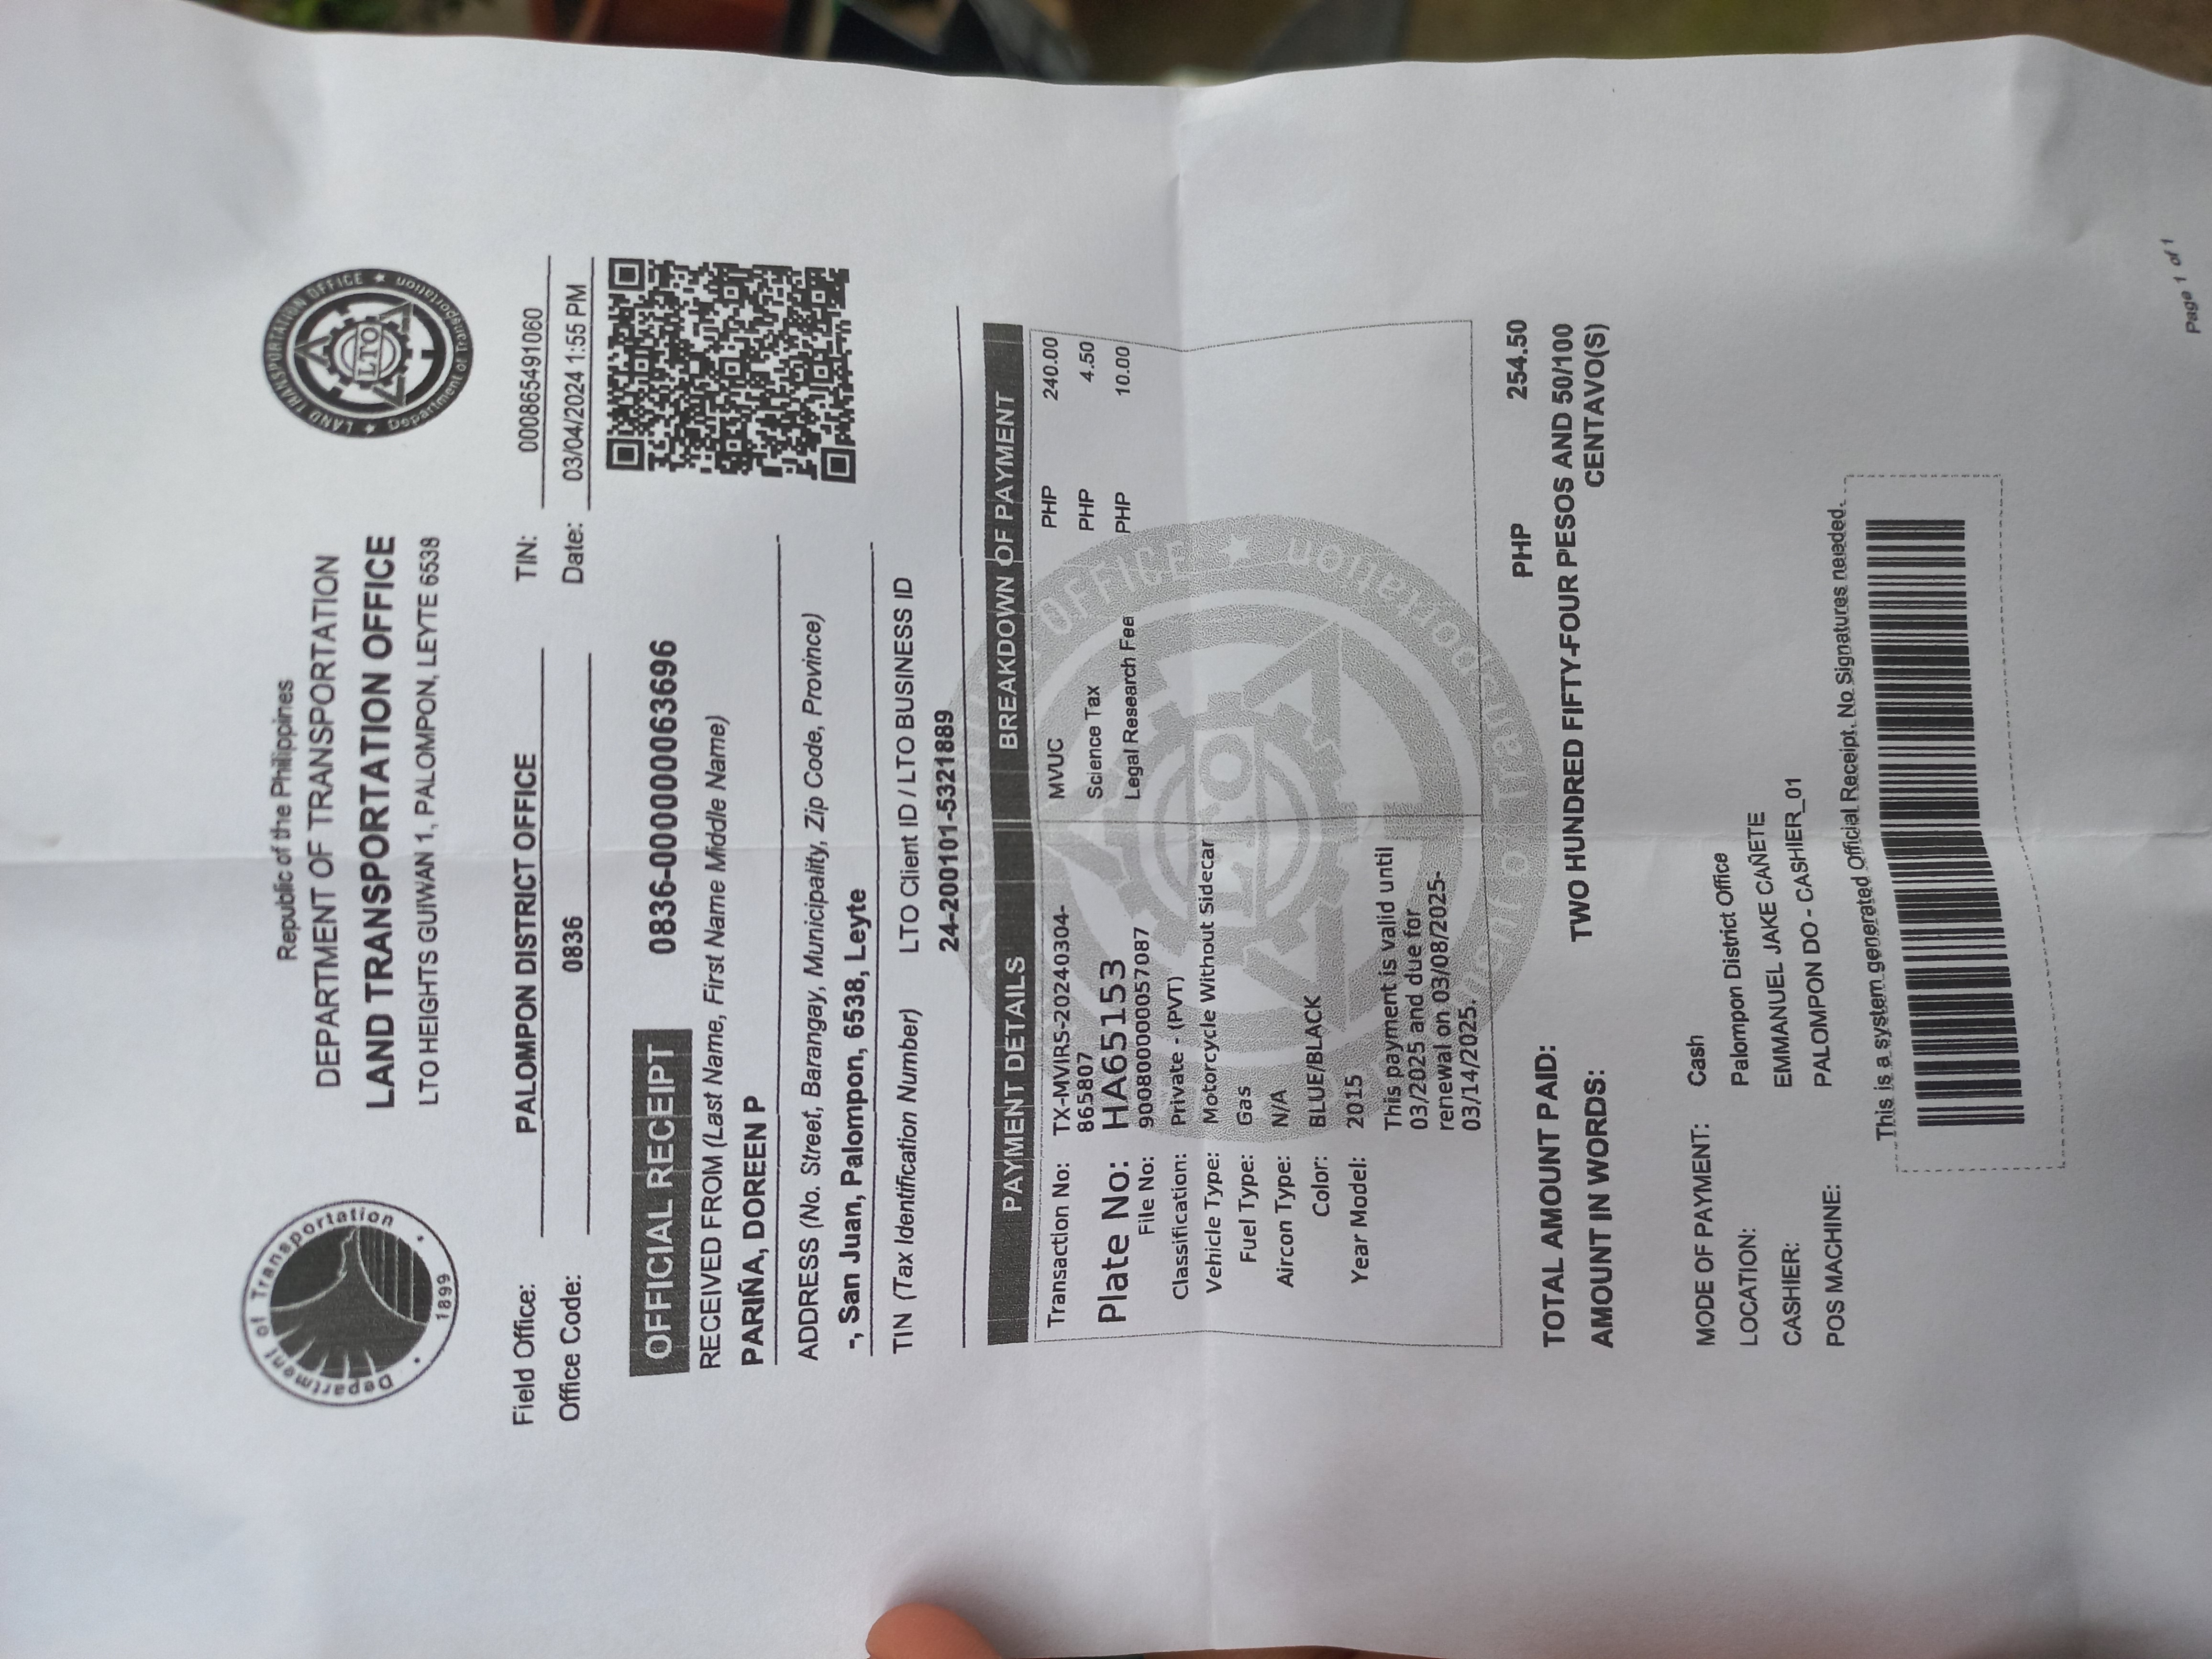 Department of Transportation
1899
Republic of the Philippines
DEPARTMENT OF TRANSPORTATION
LAND TRANSPORTATION OFFICE
LTO HEIGHTS GUIWAN 1, PALOMPON, LEYTE 6538
LAND TRANSPORTATION OFFICE
LTO
Department of Transportation
Field Office: PALOMPON DISTRICT OFFICE TIN: 000865491060
Office Code: 0836 Date: 03/04/2024 1:55 PM
OFFICIAL RECEIPT 0836-000000063696
RECEIVED FROM (Last Name, First Name Middle Name)
PARIÑA, DOREEN P
ADDRESS (No. Street, Barangay, Municipality, Zip Code, Province)
-, San Juan, Palompon, 6538, Leyte
TIN (Tax Identification Number) LTO Client ID / LTO BUSINESS ID
24-200101-5321889
PAYMENT DETAILS BREAKDOWN OF PAYMENT
Transaction No: TX-MVIRS-20240304-
865807
Plate No: HA65153
File No: 900800000057087
Classification: Private - (PVT)
Vehicle Type: Motorcycle Without Sidecar
Fuel Type: Gas
Aircon Type: N/A
Color: BLUE/BLACK
Year Model: 2015
This payment is valid until
03/2025 and due for
renewal on 03/08/2025-
03/14/2025.
MVUC PHP 240.00
Science Tax PHP 4.50
Legal Research Fee PHP 10.00
LTO
TOTAL AMOUNT PAID: PHP 254.50
AMOUNT IN WORDS: TWO HUNDRED FIFTY-FOUR PESOS AND 50/100
CENTAVO(S)
MODE OF PAYMENT: Cash
LOCATION: Palompon District Office
CASHIER: EMMANUEL JAKE CAÑETE
POS MACHINE: PALOMPON DO - CASHIER_01
This is a system generated Official Receipt. No Signatures needed.
Page 1 of 1